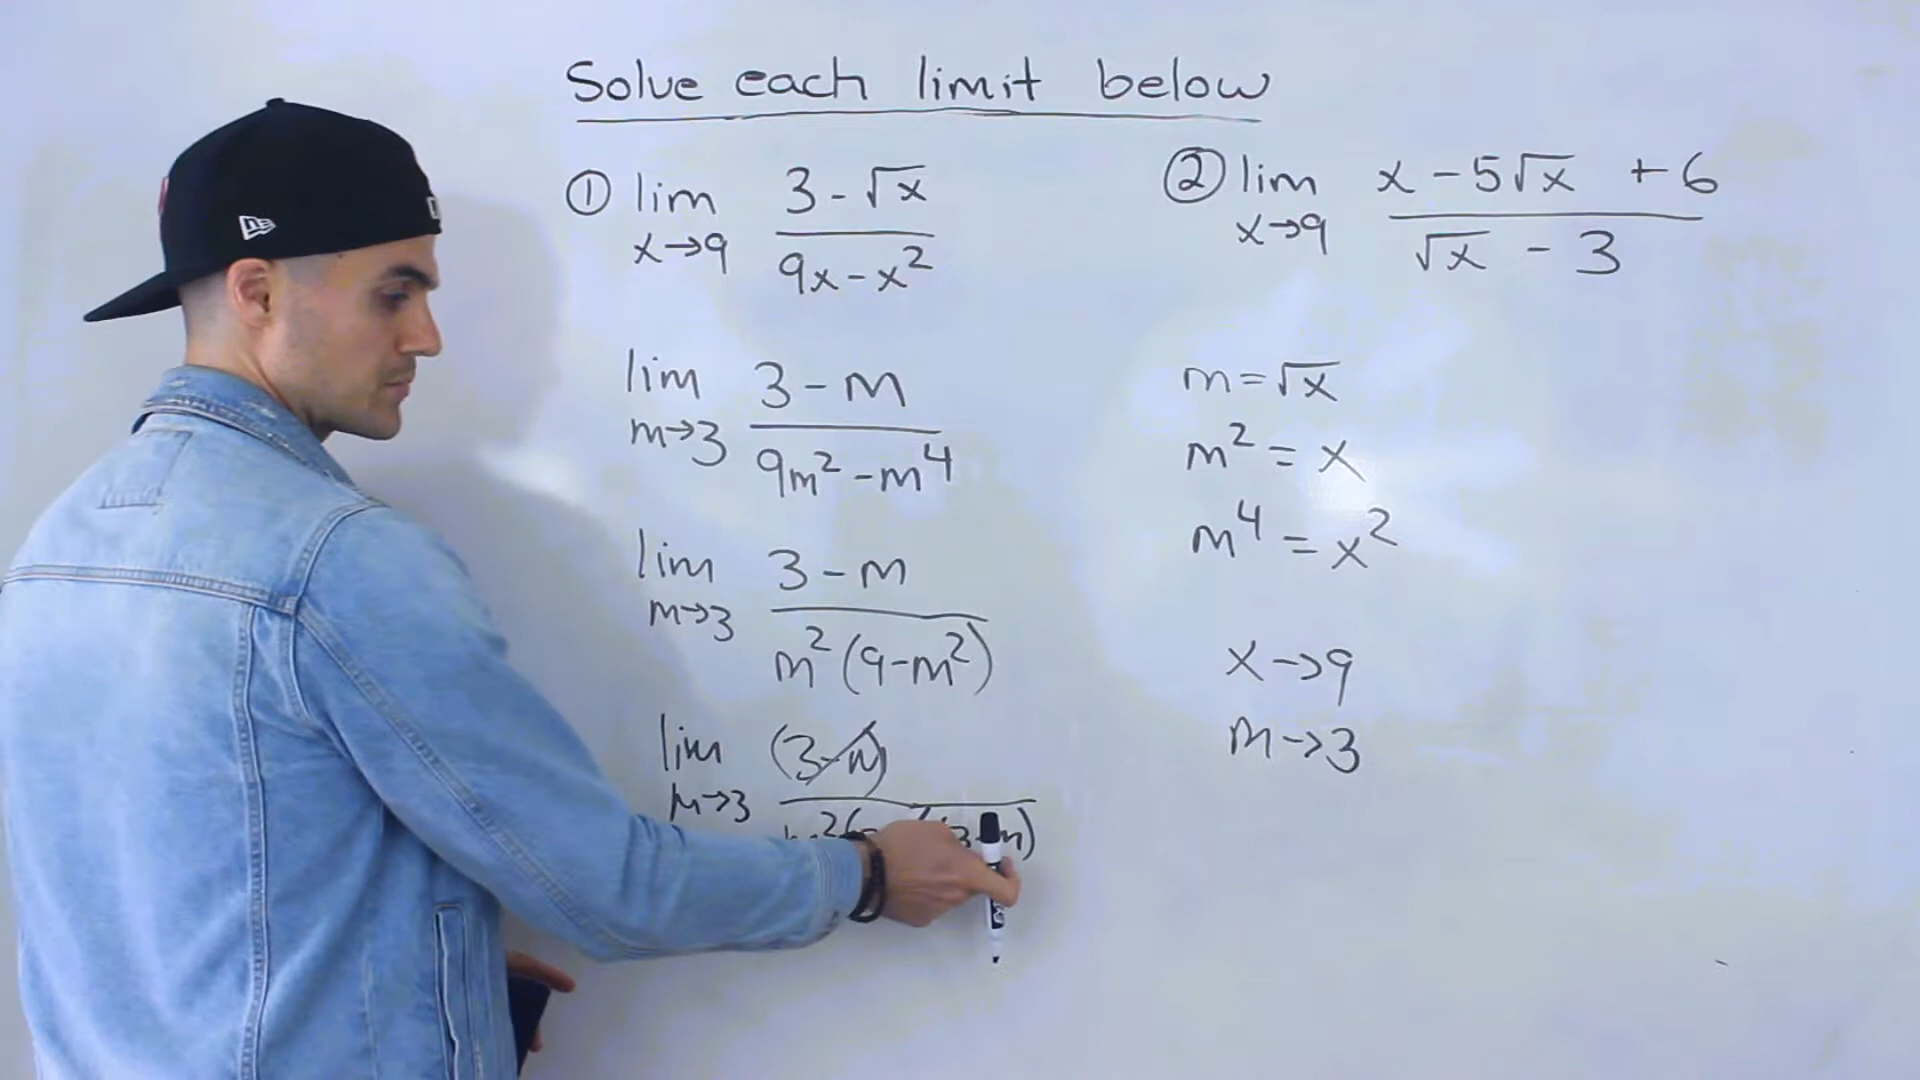 Solve each limit below
① lim x→9 3 - √x / 9x - x²
② lim x→9 x - 5√x + 6 / √x - 3
lim m→3 3 - m / 9m² - m⁴
lim m→3 3 - m / m²(9 - m²)
lim m→3 (3-m) / m²( m)
m = √x
m² = x
m⁴ = x²
x → 9
m → 3